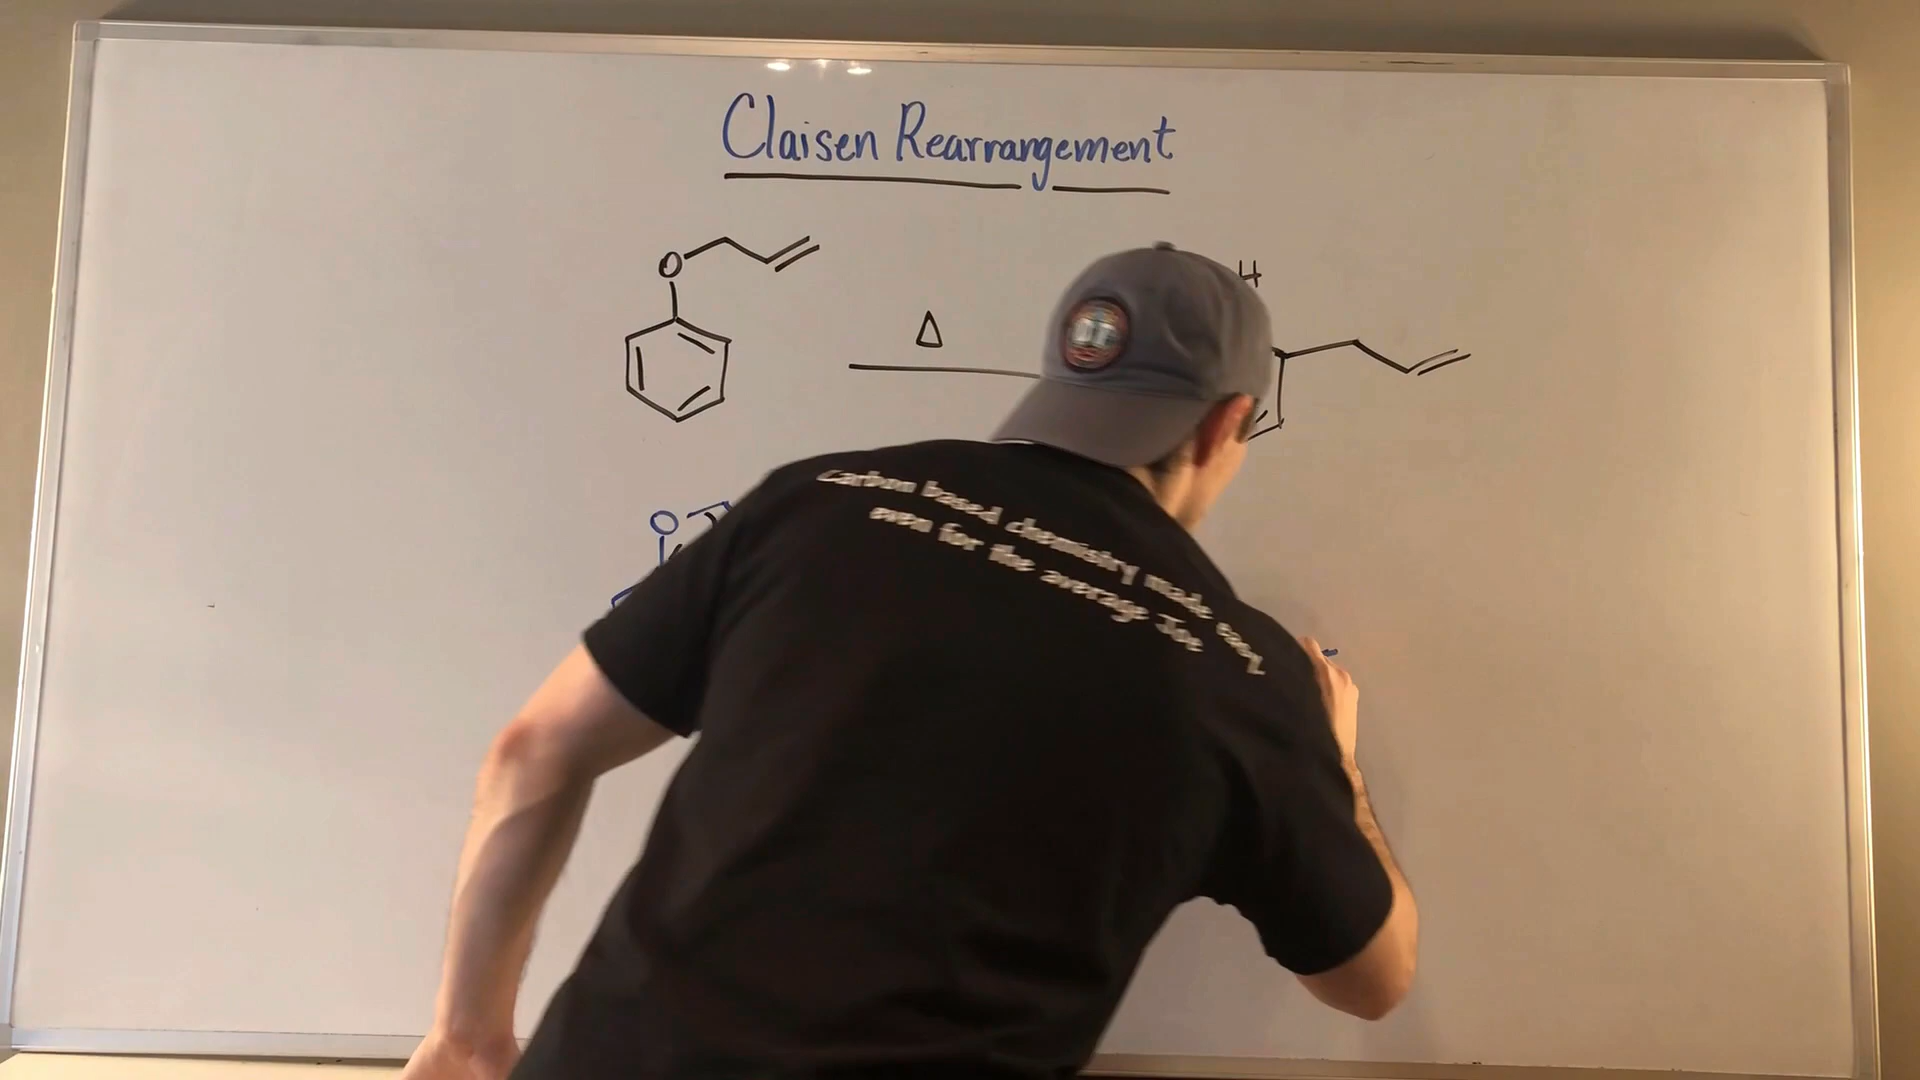 Claisen Rearrangement
O
Δ
H
O
Carbon based chemistry made easy,
even for the average Joe